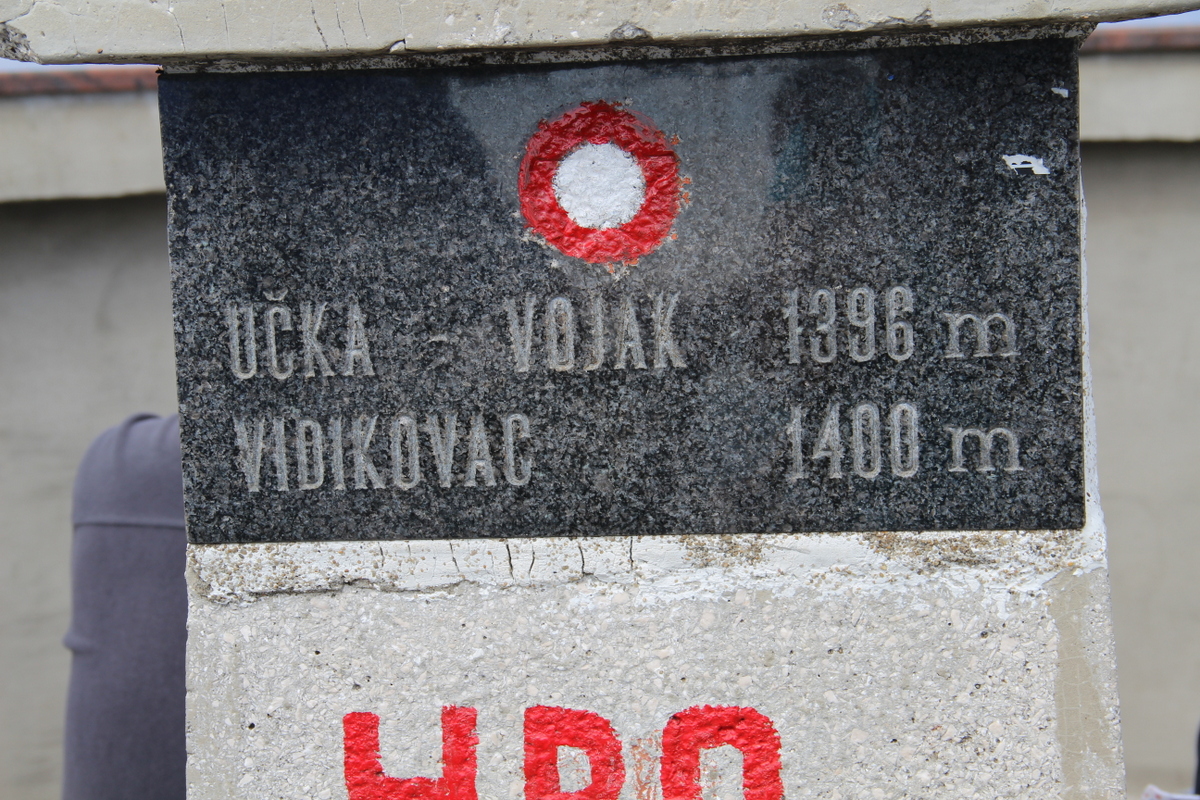 UČKA - VOJAK 1396 m
VIDIKOVAC 1400 m